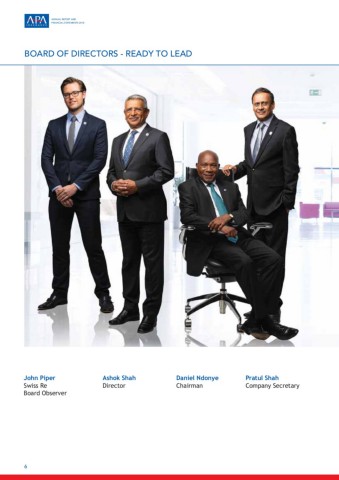 APA
ANNUAL REPORT AND
FINANCIAL STATEMENTS
BOARD OF DIRECTORS - READY TO LEAD
John Piper
Swiss Re
Board Observer
Ashok Shah
Director
Daniel Ndonye
Chairman
Pratul Shah
Company Secretary
6